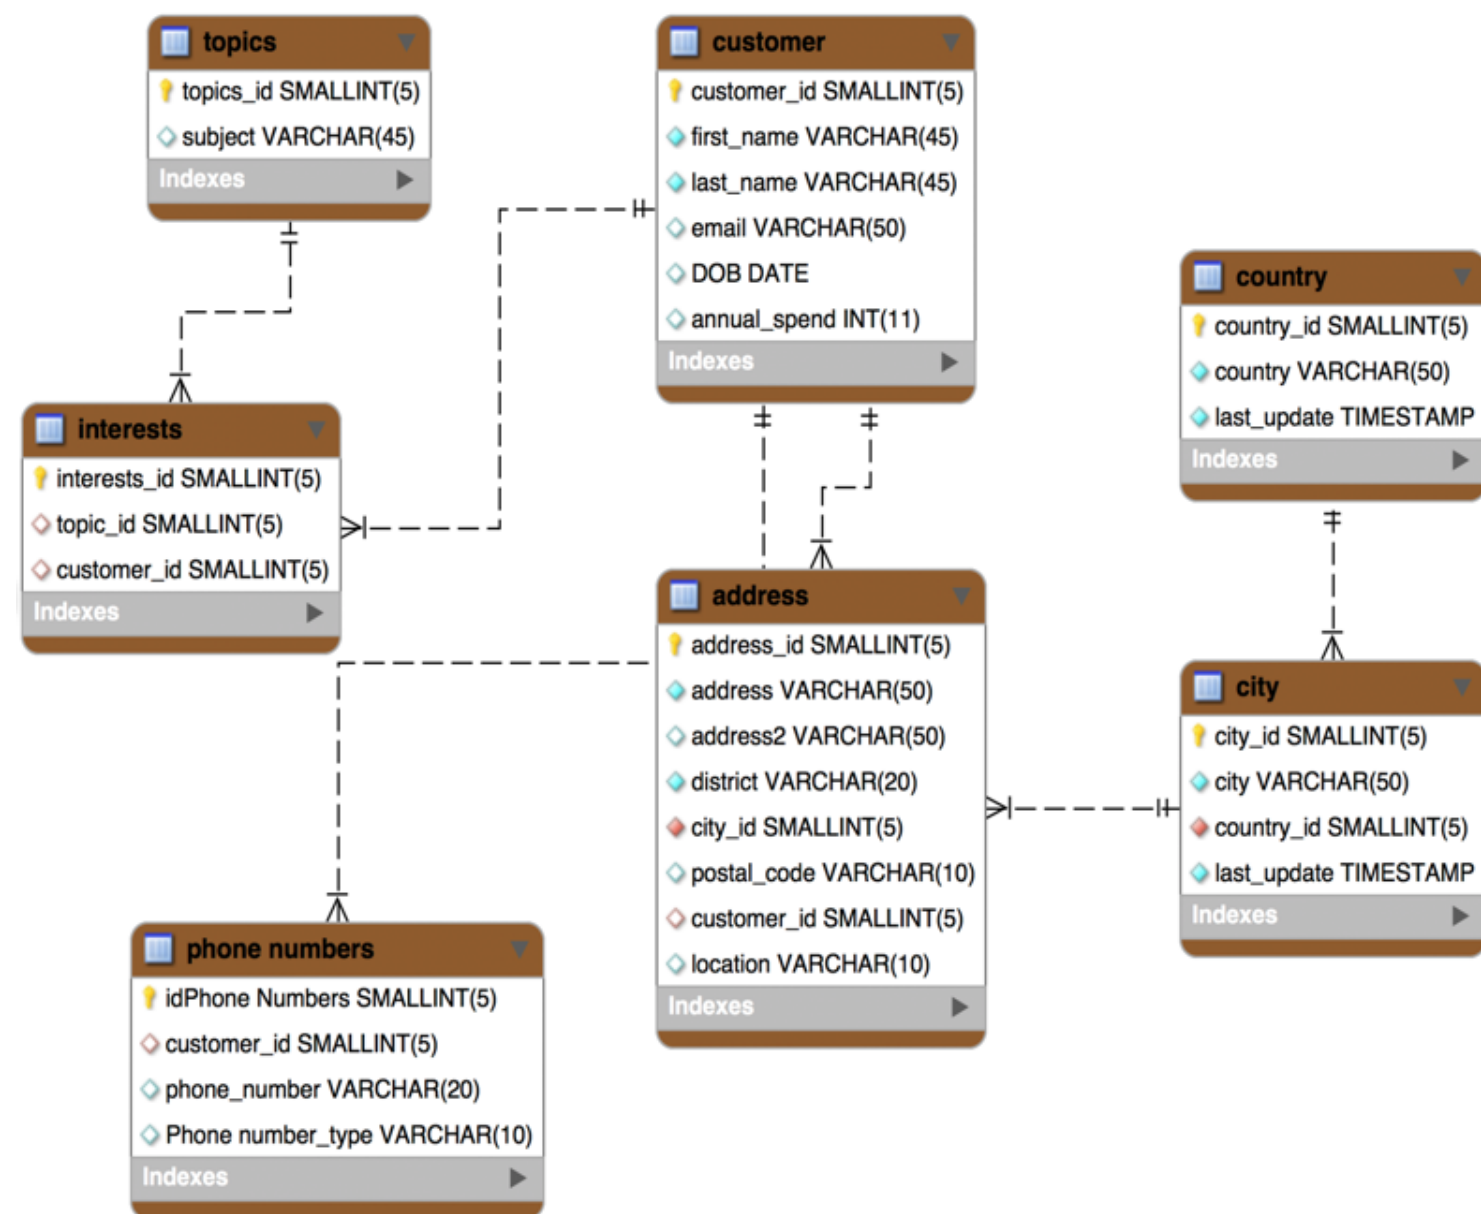 topics
topics_id SMALLINT(5)
subject VARCHAR(45)
Indexes
customer
customer_id SMALLINT(5)
first_name VARCHAR(45)
last_name VARCHAR(45)
email VARCHAR(50)
DOB DATE
annual_spend INT(11)
Indexes
country
country_id SMALLINT(5)
country VARCHAR(50)
last_update TIMESTAMP
Indexes
interests
interests_id SMALLINT(5)
topic_id SMALLINT(5)
customer_id SMALLINT(5)
Indexes
address
address_id SMALLINT(5)
address VARCHAR(50)
address2 VARCHAR(50)
district VARCHAR(20)
city_id SMALLINT(5)
postal_code VARCHAR(10)
customer_id SMALLINT(5)
location VARCHAR(10)
Indexes
city
city_id SMALLINT(5)
city VARCHAR(50)
country_id SMALLINT(5)
last_update TIMESTAMP
Indexes
phone numbers
idPhone Numbers SMALLINT(5)
customer_id SMALLINT(5)
phone_number VARCHAR(20)
Phone number_type VARCHAR(10)
Indexes